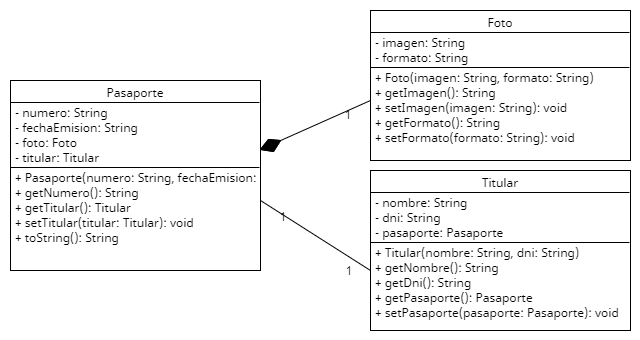 Pasaporte
- numero: String
- fechaEmision: String
- foto: Foto
- titular: Titular
+ Pasaporte(numero: String, fechaEmision:
+ getNumero(): String
+ getTitular(): Titular
+ setTitular(titular: Titular): void
+ toString(): String
1
1
1
Foto
- imagen: String
- formato: String
+ Foto(imagen: String, formato: String)
+ getImagen(): String
+ setImagen(imagen: String): void
+ getFormato(): String
+ setFormato(formato: String): void
Titular
- nombre: String
- dni: String
- pasaporte: Pasaporte
+ Titular(nombre: String, dni: String)
+ getNombre(): String
+ getDni(): String
+ getPasaporte(): Pasaporte
+ setPasaporte(pasaporte: Pasaporte): void